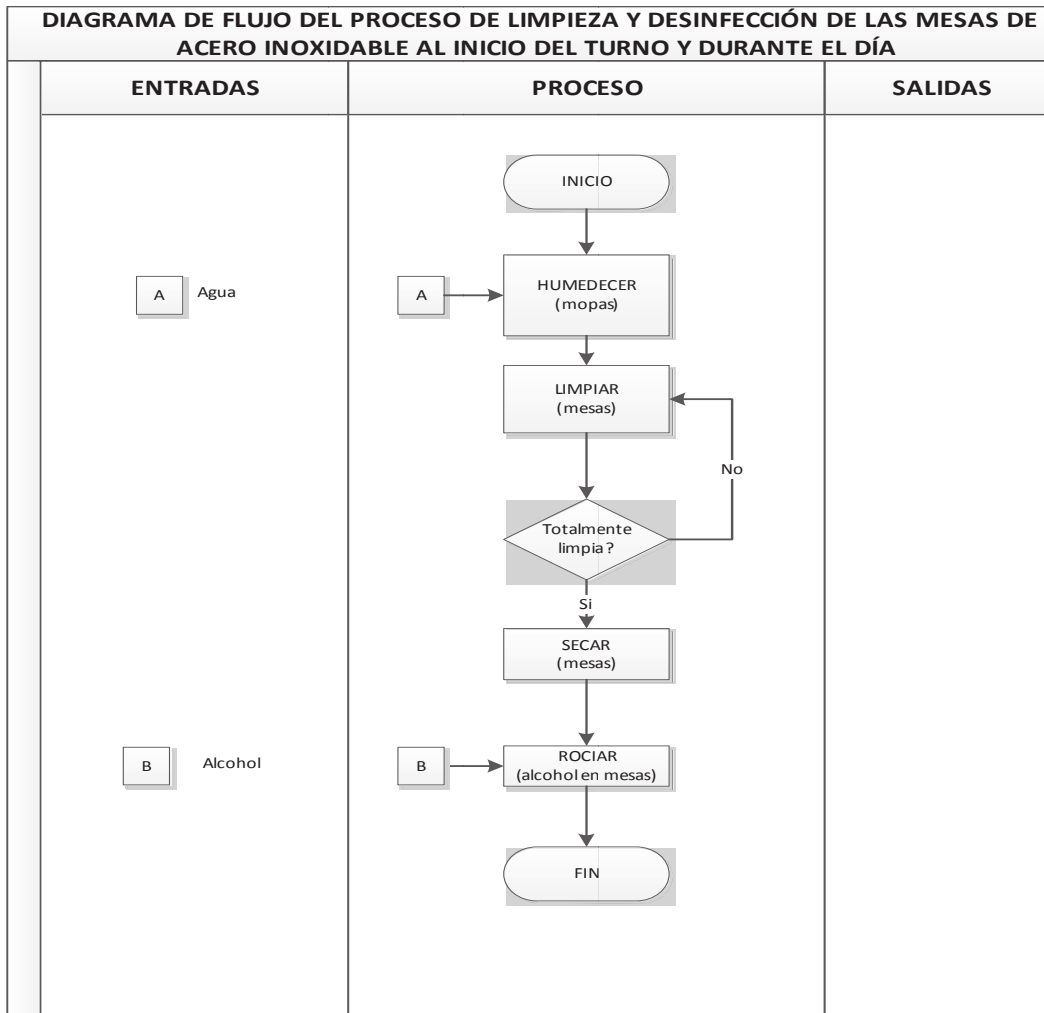 DIAGRAMA DE FLUJO DEL PROCESO DE LIMPIEZA Y DESINFECCIÓN DE LAS MESAS DE
ACERO INOXIDABLE AL INICIO DEL TURNO Y DURANTE EL DÍA
ENTRADAS
PROCESO
SALIDAS
INICIO
A
Agua
A
HUMEDECER
(mopas)
LIMPIAR
(mesas)
No
Totalmente
limpia?
Si
SECAR
(mesas)
B
Alcohol
B
ROCIAR
(alcohol en mesas)
FIN